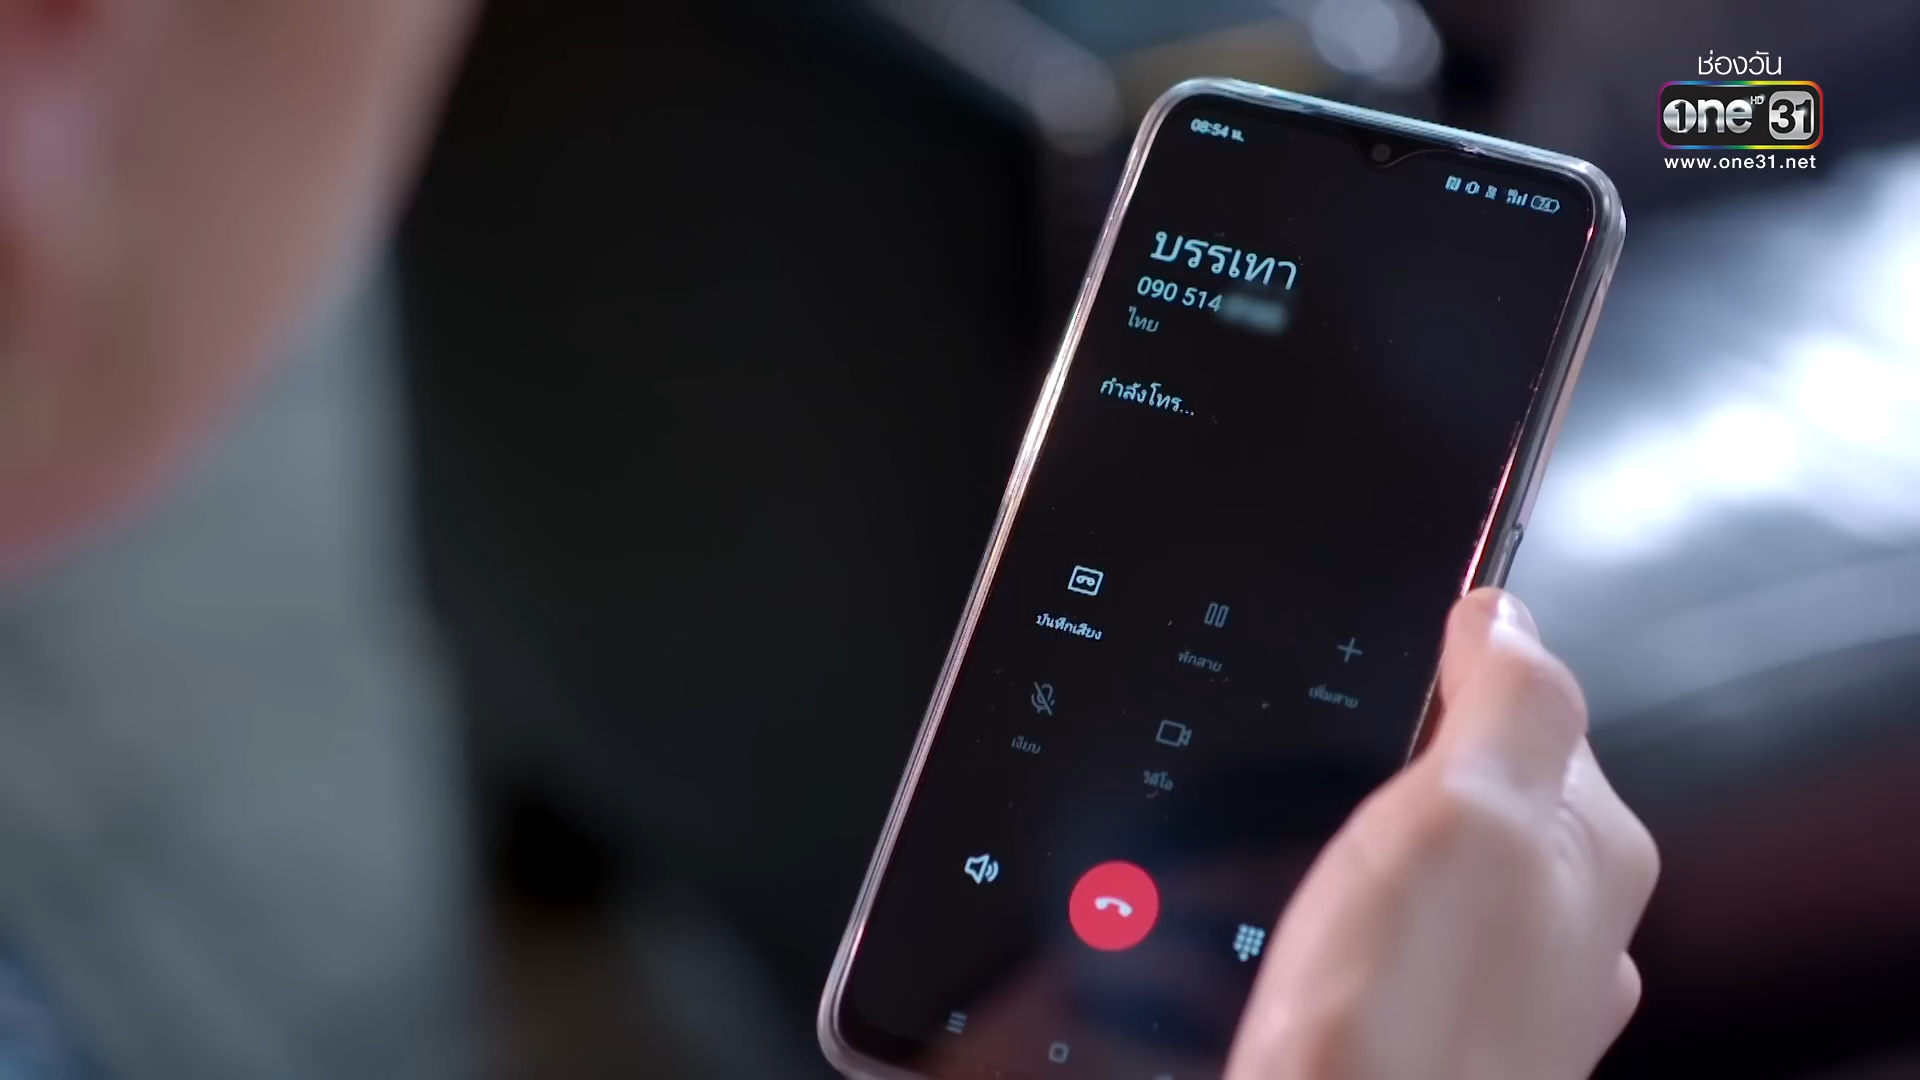 ช่องวัน
one HD 31
www.one31.net
08:54 น.
24
บรรเทา
090 514
ไทย
กำลังโทร...
บันทึกเสียง
พักสาย
เพิ่มสาย
เงียบ
วิดีโอ